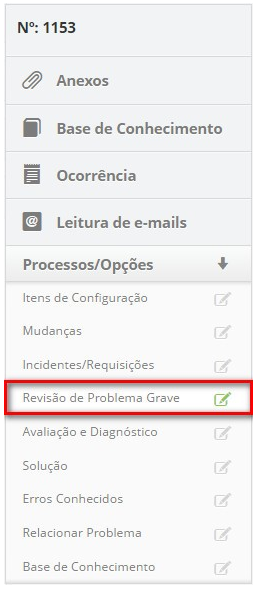 Nº: 1153
Anexos
Base de Conhecimento
Ocorrência
Leitura de e-mails
Processos/Opções
Itens de Configuração
Mudanças
Incidentes/Requisições
Revisão de Problema Grave
Avaliação e Diagnóstico
Solução
Erros Conhecidos
Relacionar Problema
Base de Conhecimento